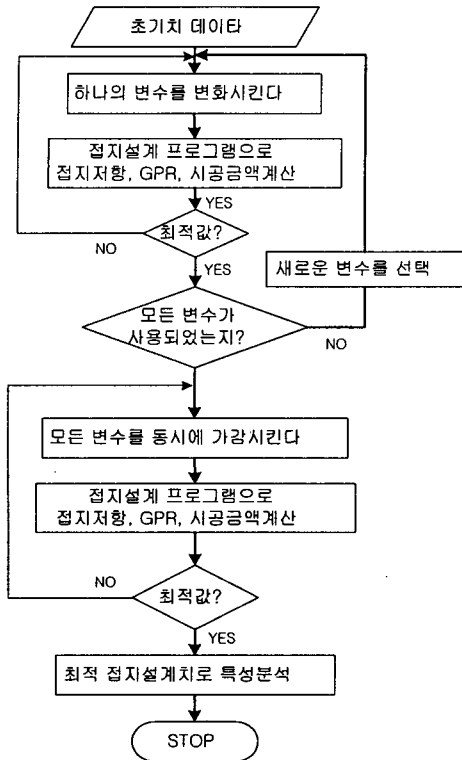 초기치 데이타
하나의 변수를 변화시킨다
접지설계 프로그램으로
접지저항, GPR, 시공금액계산
YES
최적값?
NO
YES
새로운 변수를 선택
모든 변수가
사용되었는지?
NO
모든 변수를 동시에 가감시킨다
접지설계 프로그램으로
접지저항, GPR, 시공금액계산
NO
최적값?
YES
최적 접지설계치로 특성분석
STOP